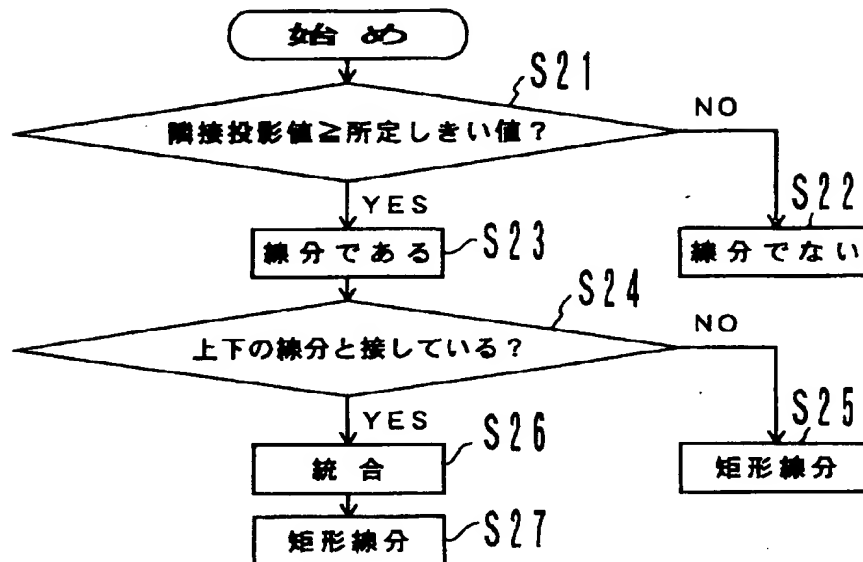 始め
S21
隣接投影値≧所定しきい値？
NO
YES
S22
線分でない
S23
線分である
S24
上下の線分と接している？
NO
YES
S25
矩形線分
S26
統合
S27
矩形線分